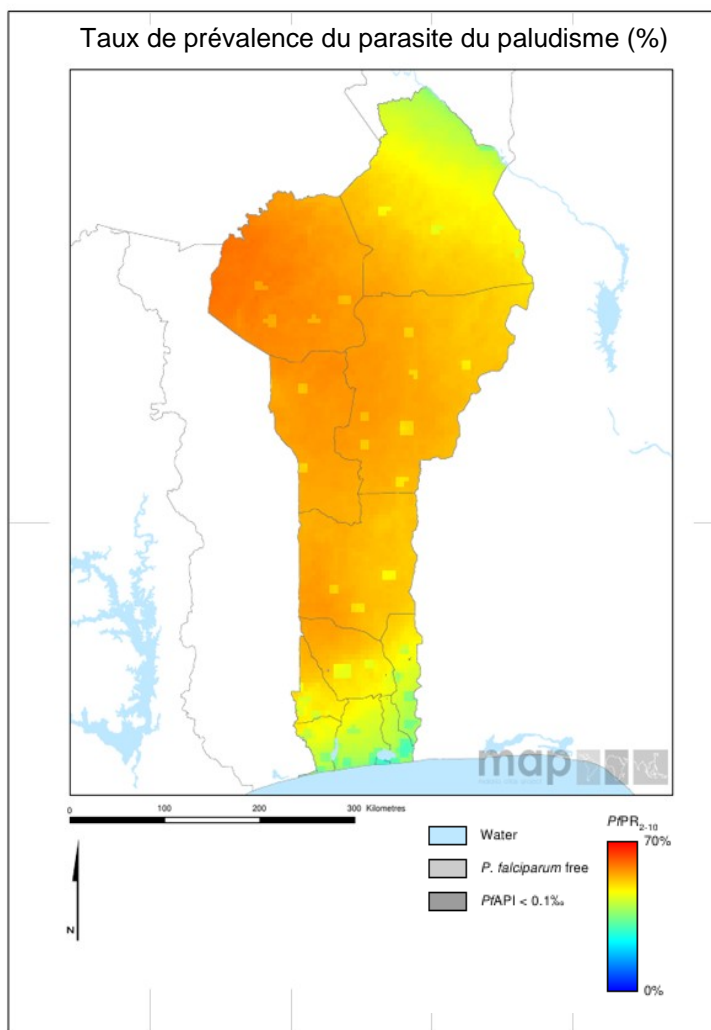 Taux de prévalence du parasite du paludisme (%)
map
0 100 200 300 Kilometres
PfPR2-10
70%
0%
Water
P. falciparum free
PfAPI < 0.1‰
N